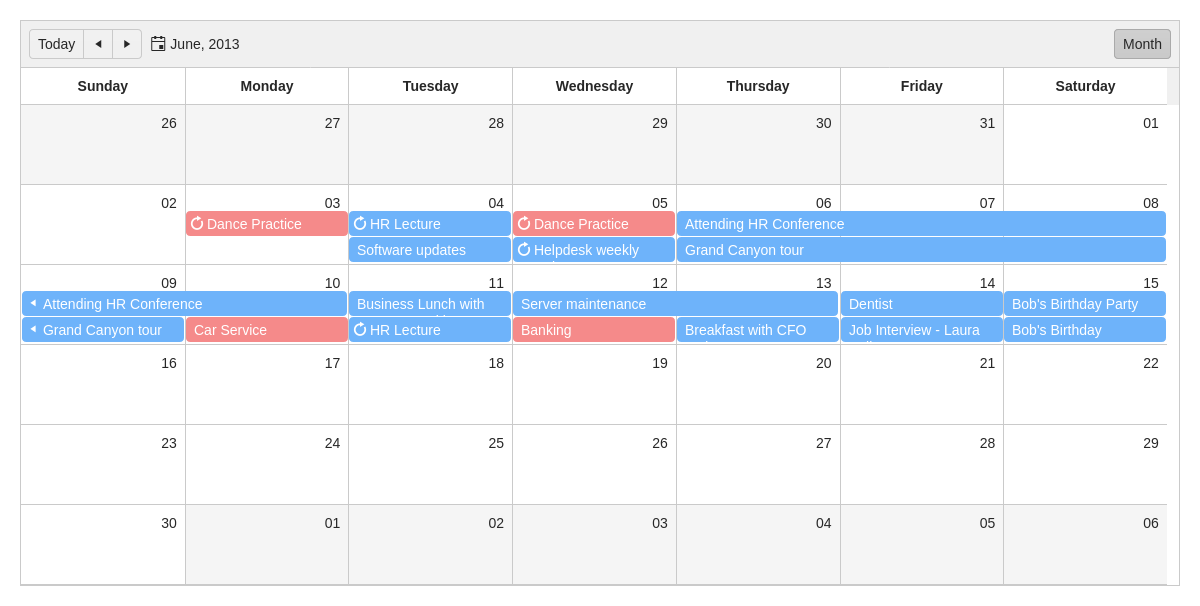 Today June, 2013 Month
Sunday Monday Tuesday Wednesday Thursday Friday Saturday
26 27 28 29 30 31 01
02 03 04 05 06 07 08
Dance Practice HR Lecture Dance Practice Attending HR Conference
Software updates Helpdesk weekly Grand Canyon tour
09 10 11 12 13 14 15
Attending HR Conference Business Lunch with Server maintenance Dentist Bob's Birthday Party
Grand Canyon tour Car Service HR Lecture Banking Breakfast with CFO Job Interview - Laura Bob's Birthday
16 17 18 19 20 21 22
23 24 25 26 27 28 29
30 01 02 03 04 05 06